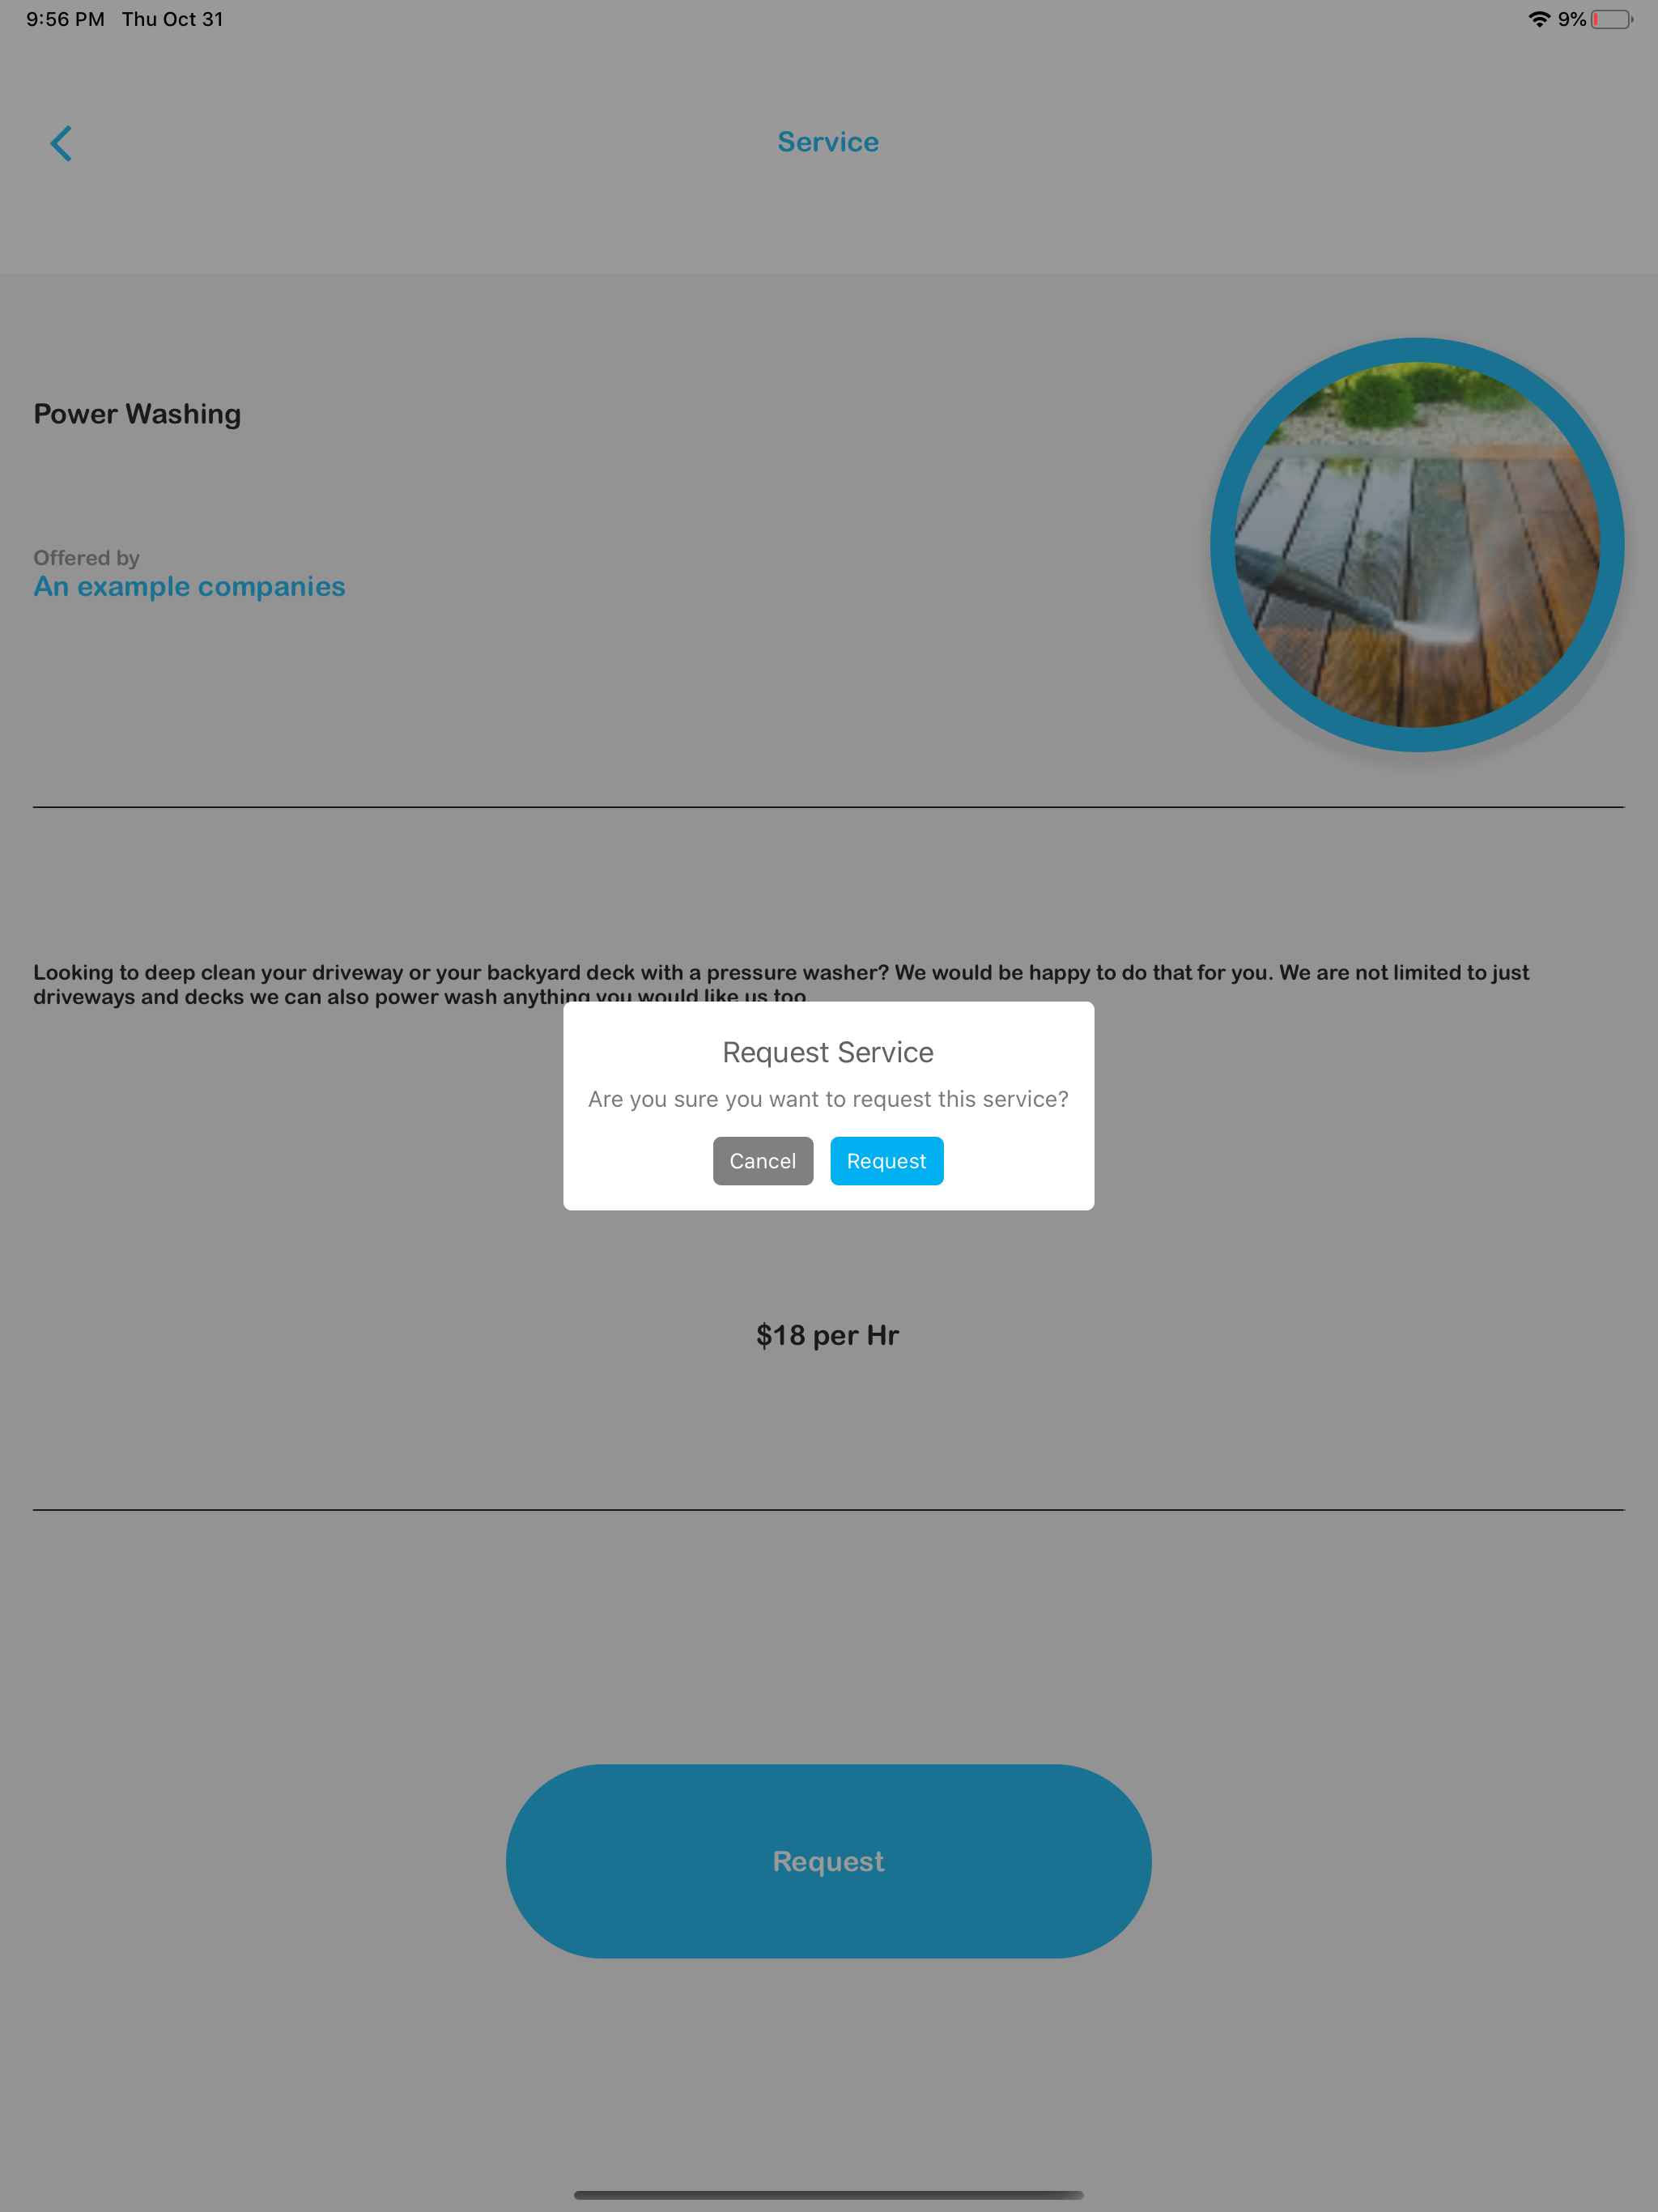 9:56 PM Thu Oct 31
9%
Service
Power Washing
Offered by
An example companies
Looking to deep clean your driveway or your backyard deck with a pressure washer? We would be happy to do that for you. We are not limited to just
driveways and decks we can also power wash anything you would like us too
Request Service
Are you sure you want to request this service?
Cancel Request
$18 per Hr
Request